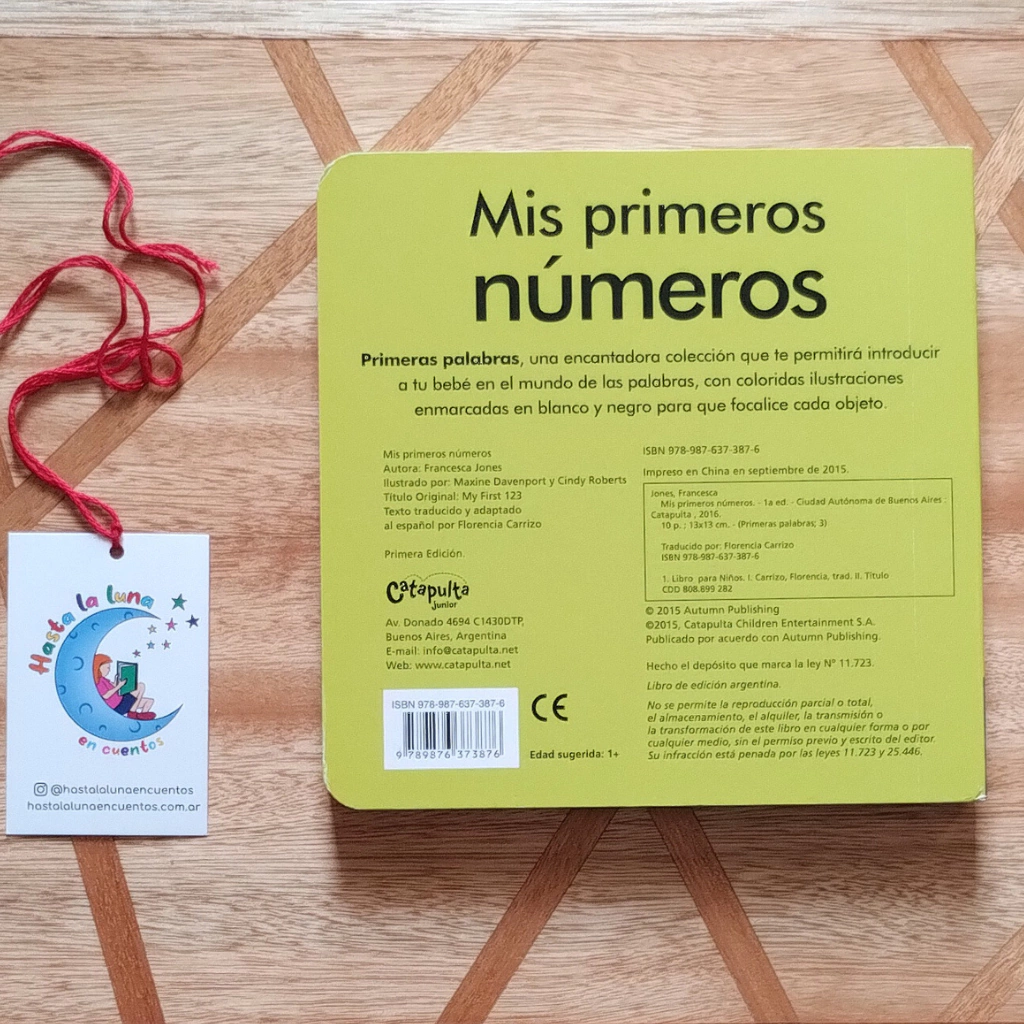 Mis primeros
números
Primeras palabras, una encantadora colección que te permitirá introducir
a tu bebé en el mundo de las palabras, con coloridas ilustraciones
enmarcadas en blanco y negro para que focalice cada objeto.
Mis primeros números
Autora: Francesca Jones
Ilustrado por: Maxine Davenport y Cindy Roberts
Título Original: My First 123
Texto traducido y adaptado
al español por Florencia Carrizo
Primera Edición.
Catapulta
junior
Av. Donado 4694 C1430DTP,
Buenos Aires, Argentina
E-mail: info@catapulta.net
Web: www.catapulta.net
ISBN 978-987-637-387-6
9 789876 373876
CE
Edad sugerida: 1+
ISBN 978-987-637-387-6
Impreso en China en septiembre de 2015.
Jones, Francesca
Mis primeros números. - 1a ed. - Ciudad Autónoma de Buenos Aires :
Catapulta , 2016.
10 p. ; 13x13 cm. - (Primeras palabras; 3)
Traducido por: Florencia Carrizo
ISBN 978-987-637-387-6
1. Libro para Niños. I. Carrizo, Florencia, trad. II. Título
CDD 808.899 282
© 2015 Autumn Publishing
©2015, Catapulta Children Entertainment S.A.
Publicado por acuerdo con Autumn Publishing.
Hecho el depósito que marca la ley N° 11.723.
Libro de edición argentina.
No se permite la reproducción parcial o total,
el almacenamiento, el alquiler, la transmisión o
la transformación de este libro en cualquier forma o por
cualquier medio, sin el permiso previo y escrito del editor.
Su infracción está penada por las leyes 11.723 y 25.446.
Hasta la luna
en cuentos
@hastalalunaencuentos
hastalalunaencuentos.com.ar